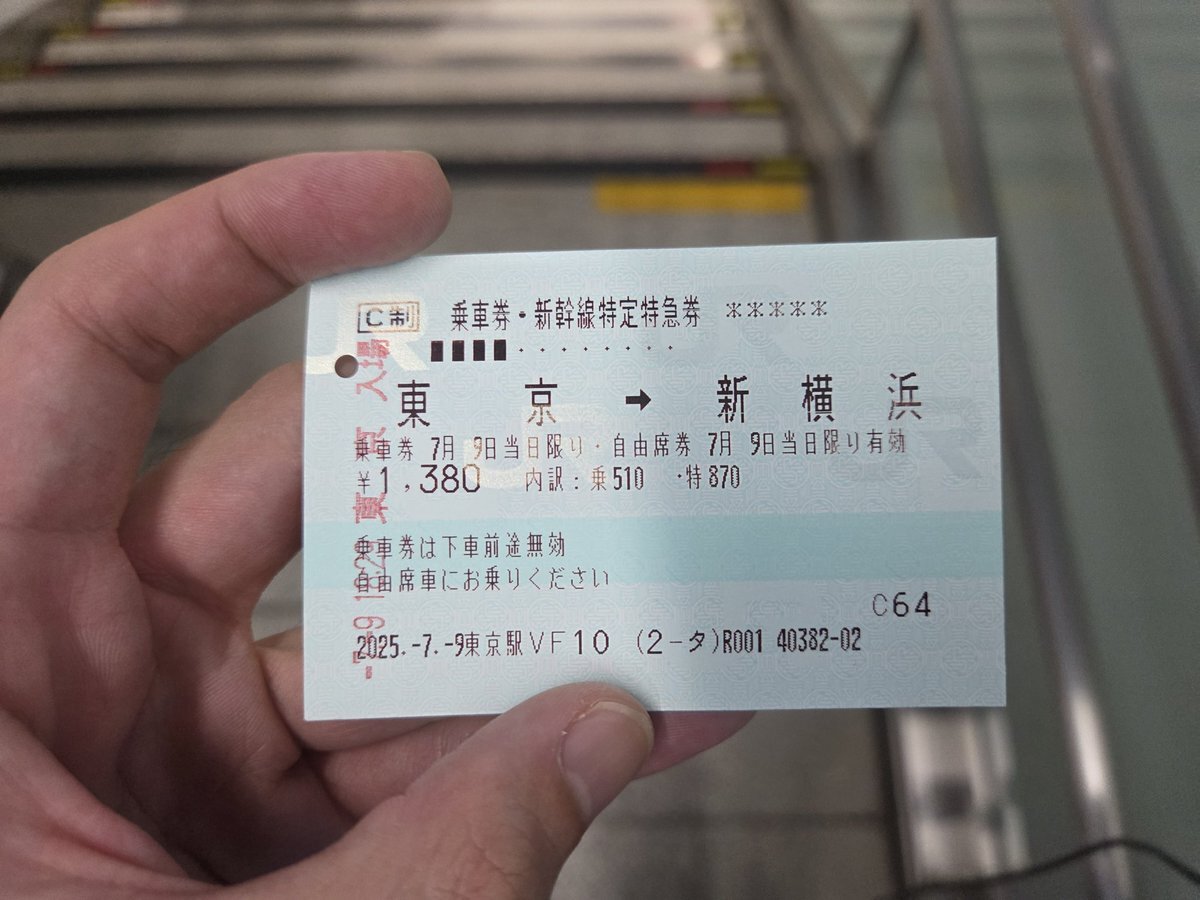 C制 乗車券・新幹線特定特急券 *****
■■■■・・・・・・・・
東京→新横浜
乗車券 7月 9日当日限り・自由席券 7月 9日当日限り有効
¥1,380 内訳:乗510 ・特870
乗車券は下車前途無効
自由席車にお乗りください
C64
2025.-7.-9東京駅VF10 (2-タ)R001 40382-02
東京 入場